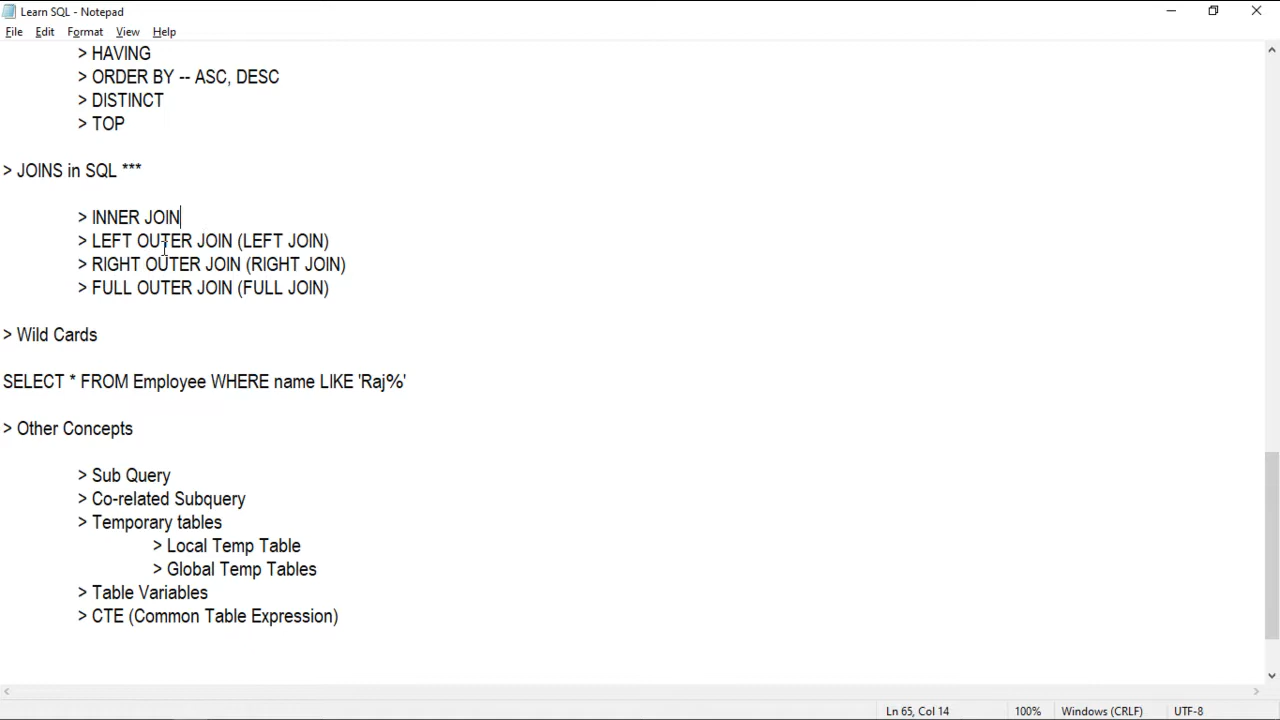 Learn SQL - Notepad
File Edit Format View Help
> HAVING
> ORDER BY -- ASC, DESC
> DISTINCT
> TOP
> JOINS in SQL ***
> INNER JOIN
> LEFT OUTER JOIN (LEFT JOIN)
> RIGHT OUTER JOIN (RIGHT JOIN)
> FULL OUTER JOIN (FULL JOIN)
> Wild Cards
SELECT * FROM Employee WHERE name LIKE 'Raj%'
> Other Concepts
> Sub Query
> Co-related Subquery
> Temporary tables
> Local Temp Table
> Global Temp Tables
> Table Variables
> CTE (Common Table Expression)
Ln 65, Col 14 100% Windows (CRLF) UTF-8